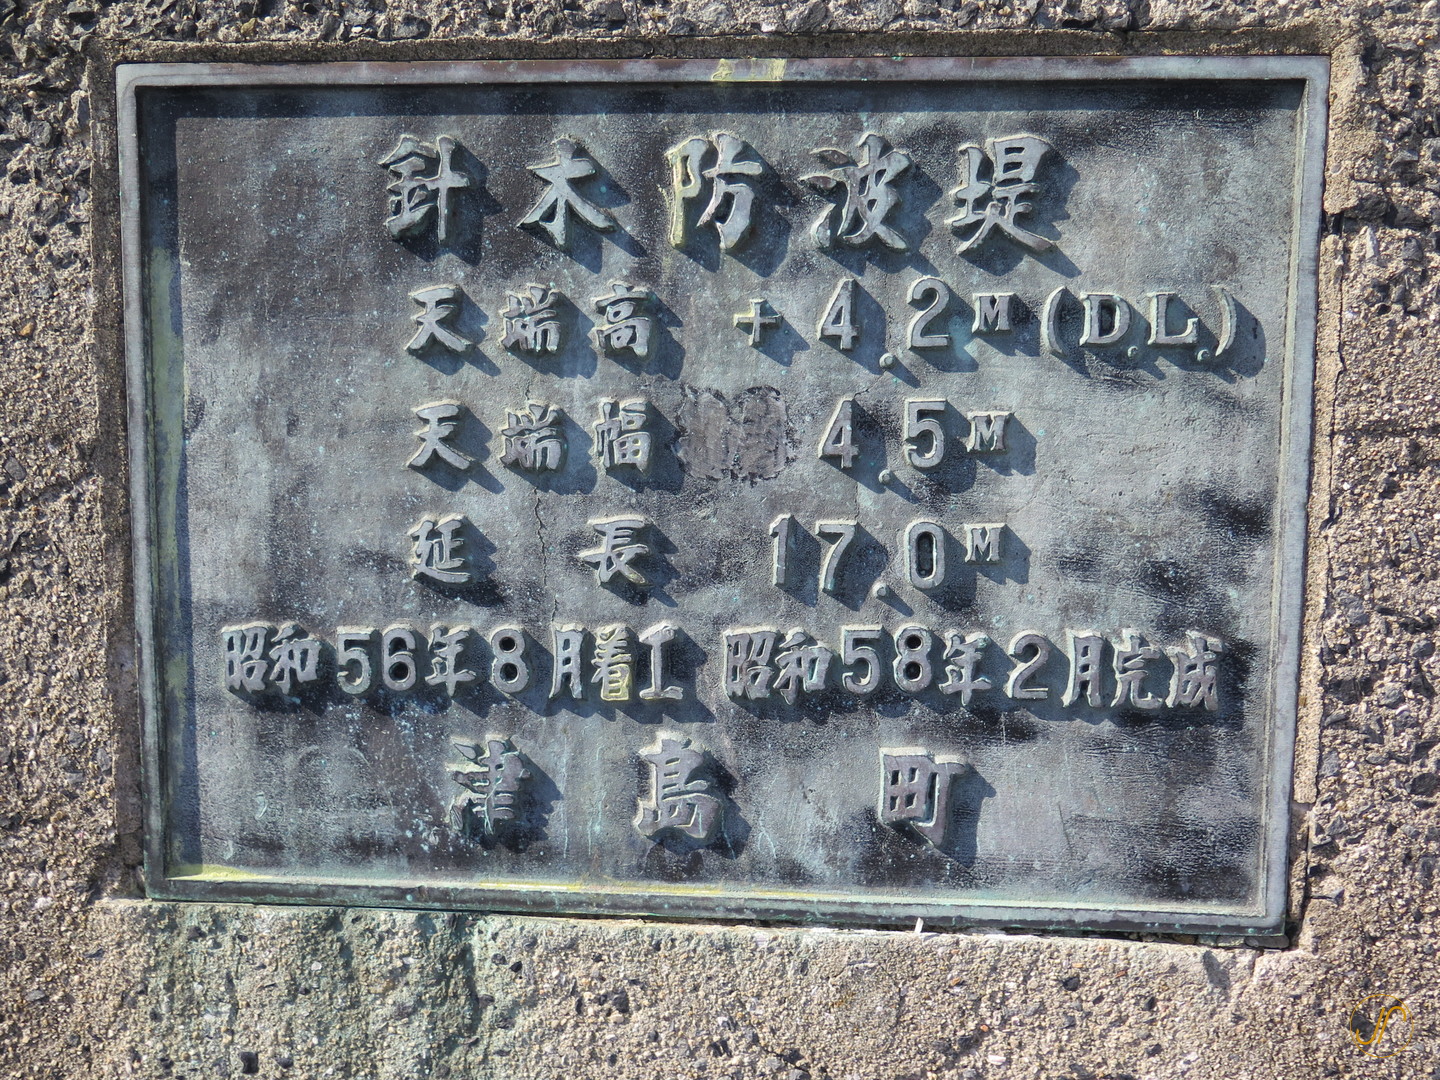 針木防波堤
天端高 +4.2M(D.L.)
天端幅 4.5M
延長 17.0M
昭和56年8月着工 昭和58年2月完成
津島町